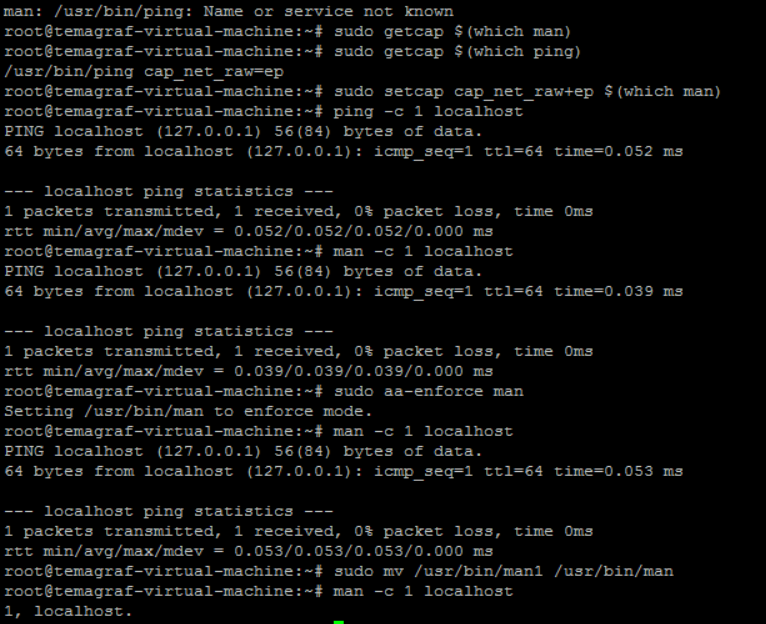 man: /usr/bin/ping: Name or service not known
root@temagraf-virtual-machine:~# sudo getcap $(which man)
root@temagraf-virtual-machine:~# sudo getcap $(which ping)
/usr/bin/ping cap_net_raw=ep
root@temagraf-virtual-machine:~# sudo setcap cap_net_raw+ep $(which man)
root@temagraf-virtual-machine:~# ping -c 1 localhost
PING localhost (127.0.0.1) 56(84) bytes of data.
64 bytes from localhost (127.0.0.1): icmp_seq=1 ttl=64 time=0.052 ms

--- localhost ping statistics ---
1 packets transmitted, 1 received, 0% packet loss, time 0ms
rtt min/avg/max/mdev = 0.052/0.052/0.052/0.000 ms
root@temagraf-virtual-machine:~# man -c 1 localhost
PING localhost (127.0.0.1) 56(84) bytes of data.
64 bytes from localhost (127.0.0.1): icmp_seq=1 ttl=64 time=0.039 ms

--- localhost ping statistics ---
1 packets transmitted, 1 received, 0% packet loss, time 0ms
rtt min/avg/max/mdev = 0.039/0.039/0.039/0.000 ms
root@temagraf-virtual-machine:~# sudo aa-enforce man
Setting /usr/bin/man to enforce mode.
root@temagraf-virtual-machine:~# man -c 1 localhost
PING localhost (127.0.0.1) 56(84) bytes of data.
64 bytes from localhost (127.0.0.1): icmp_seq=1 ttl=64 time=0.053 ms

--- localhost ping statistics ---
1 packets transmitted, 1 received, 0% packet loss, time 0ms
rtt min/avg/max/mdev = 0.053/0.053/0.053/0.000 ms
root@temagraf-virtual-machine:~# sudo mv /usr/bin/man1 /usr/bin/man
root@temagraf-virtual-machine:~# man -c 1 localhost
1, localhost.